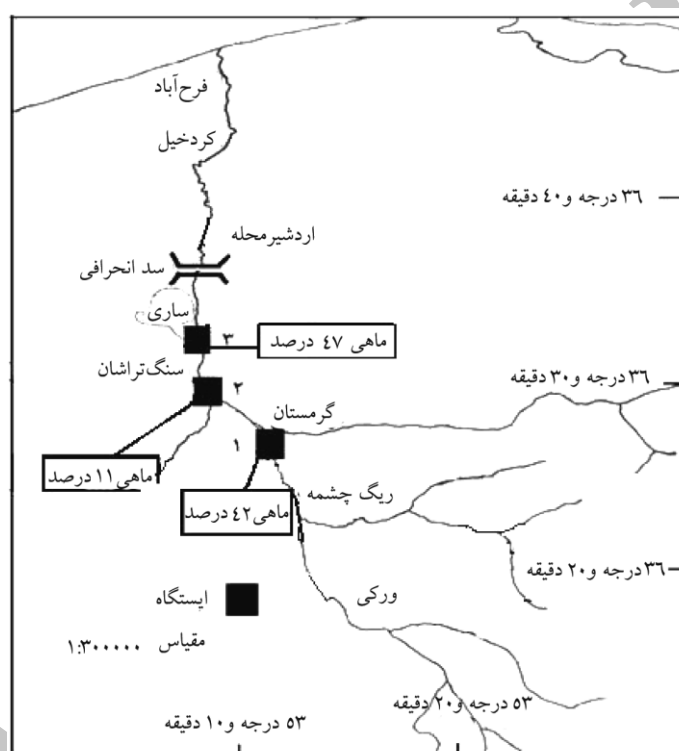 فرح‌آباد
کردخیل
۳۶ درجه و ۴۰ دقیقه
اردشیرمحله
سد انحرافی
ساری
۳
ماهی ۴۷ درصد
سنگ‌تراشان
۳۶ درجه و ۳۰ دقیقه
۲
گرمستان
۱
ماهی ۱۱ درصد
ریگ چشمه
ماهی ۴۲ درصد
۳۶ درجه و ۲۰ دقیقه
ورکی
ایستگاه
مقیاس ۱:۳۰۰۰۰۰
۵۳ درجه و ۲۰ دقیقه
۵۳ درجه و ۱۰ دقیقه